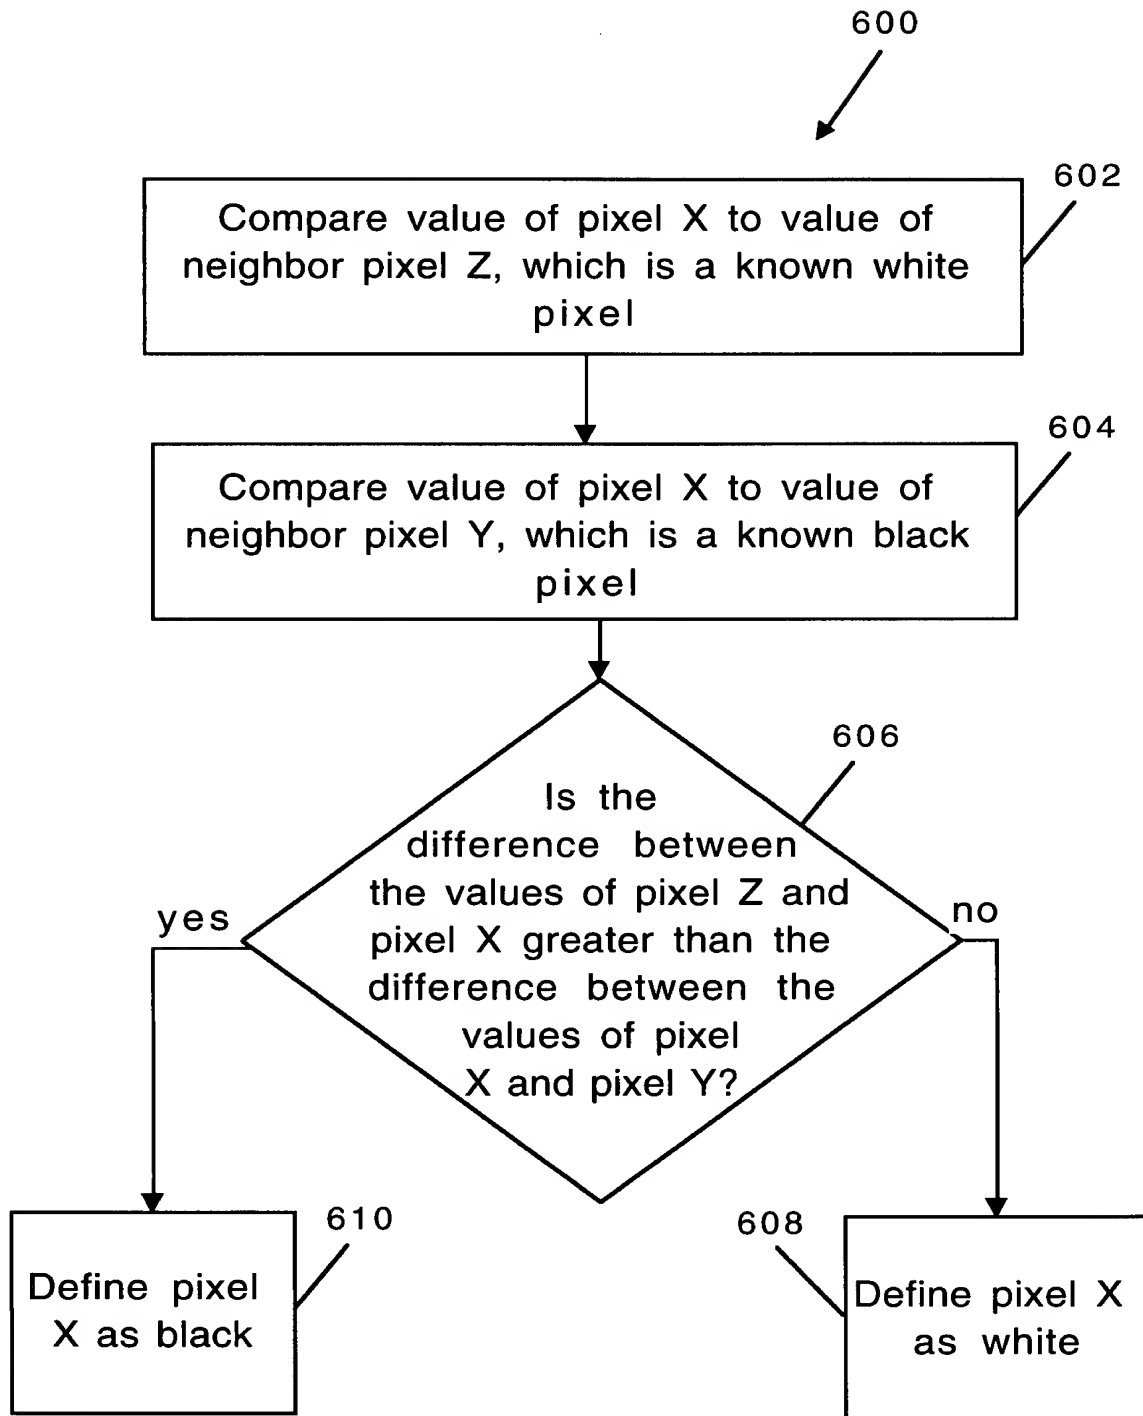 600
602
Compare value of pixel X to value of
neighbor pixel Z, which is a known white
pixel
604
Compare value of pixel X to value of
neighbor pixel Y, which is a known black
pixel
606
Is the
difference between
the values of pixel Z and
pixel X greater than the
difference between the
values of pixel
X and pixel Y?
yes
no
610
Define pixel
X as black
608
Define pixel X
as white